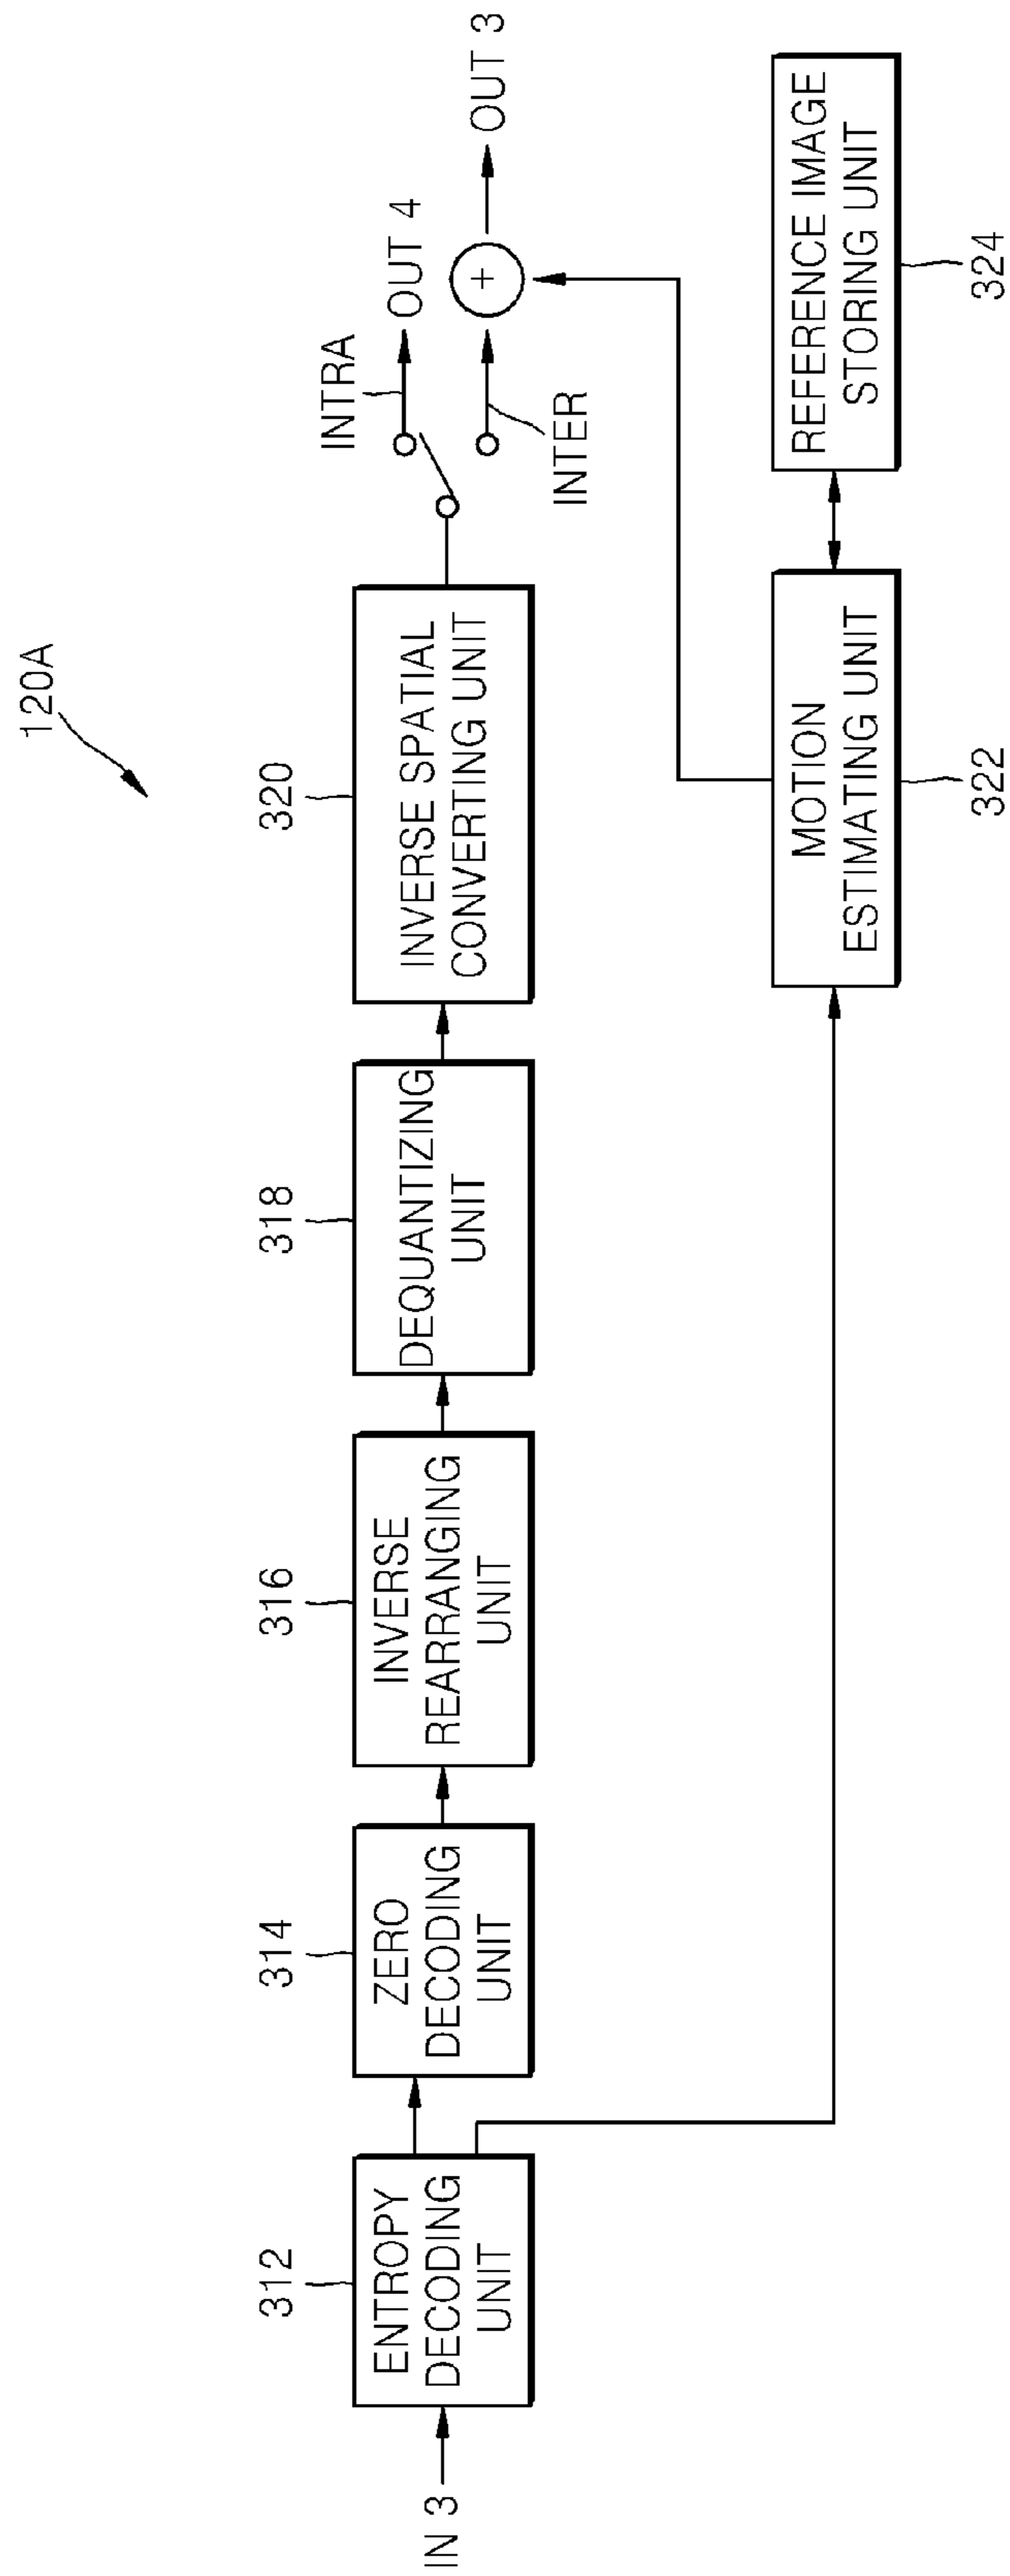 120A
IN 3
312
ENTROPY
DECODING
UNIT
314
ZERO
DECODING
UNIT
316
INVERSE
REARRANGING
UNIT
318
DEQUANTIZING
UNIT
320
INVERSE SPATIAL
CONVERTING UNIT
INTRA
OUT 4
INTER
+
OUT 3
MOTION
ESTIMATING UNIT
322
REFERENCE IMAGE
STORING UNIT
324